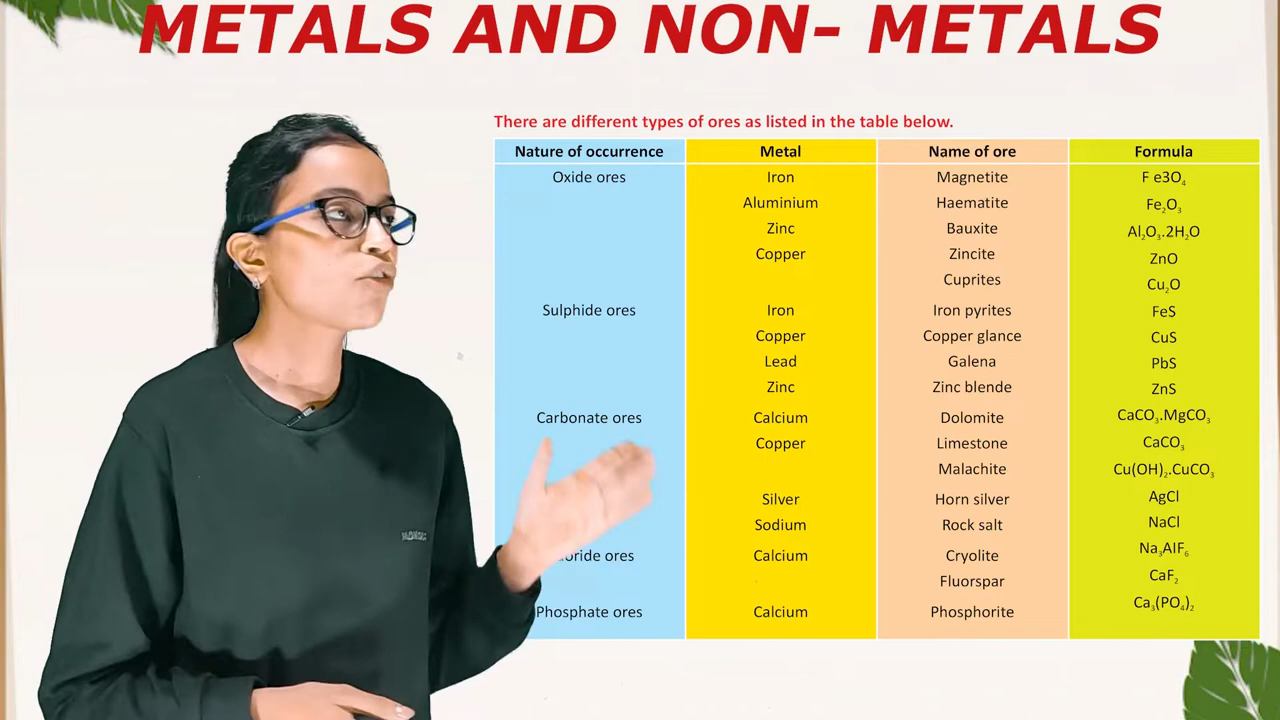 METALS AND NON- METALS
There are different types of ores as listed in the table below.
Nature of occurrence Metal Name of ore Formula
Oxide ores Iron Magnetite F e3O₄
Aluminium Haematite Fe₂O₃
Zinc Bauxite Al₂O₃.2H₂O
Copper Zincite ZnO
Cuprites Cu₂O
Sulphide ores Iron Iron pyrites FeS
Copper Copper glance CuS
Lead Galena PbS
Zinc Zinc blende ZnS
Carbonate ores Calcium Dolomite CaCO₃.MgCO₃
Copper Limestone CaCO₃
Malachite Cu(OH)₂.CuCO₃
Silver Horn silver AgCl
Sodium Rock salt NaCl
ores Calcium Cryolite Na₃AlF₆
Fluorspar CaF₂
Phosphate ores Calcium Phosphorite Ca₃(PO₄)₂